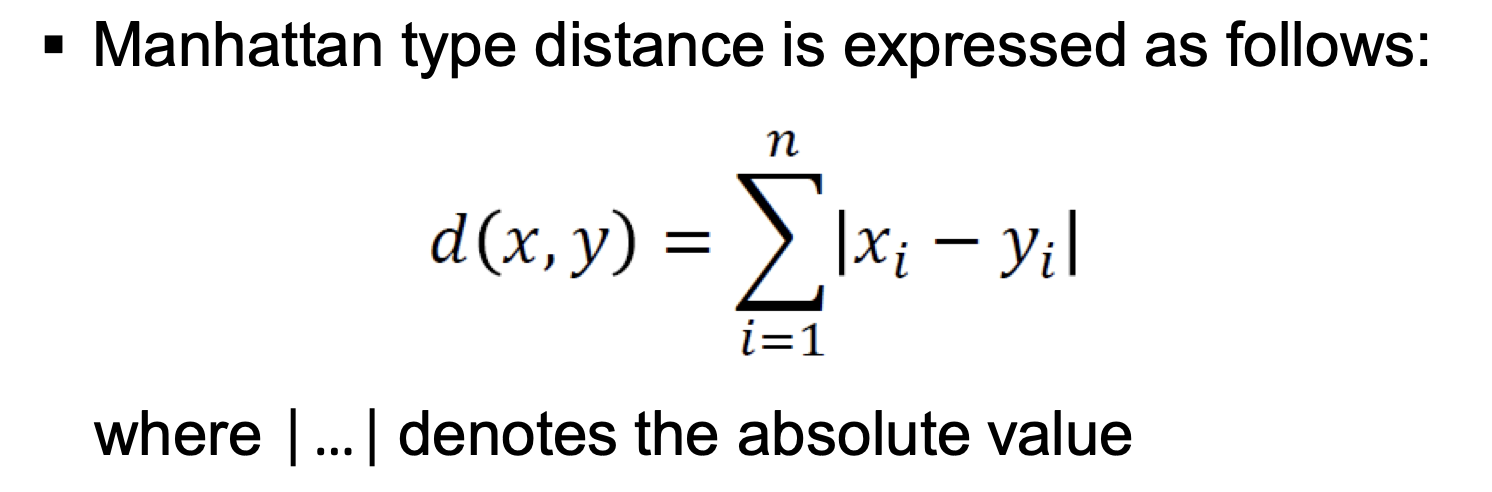 ▪ Manhattan type distance is expressed as follows:
n
d(x, y) = ∑ |xᵢ − yᵢ|
i=1
where |...| denotes the absolute value